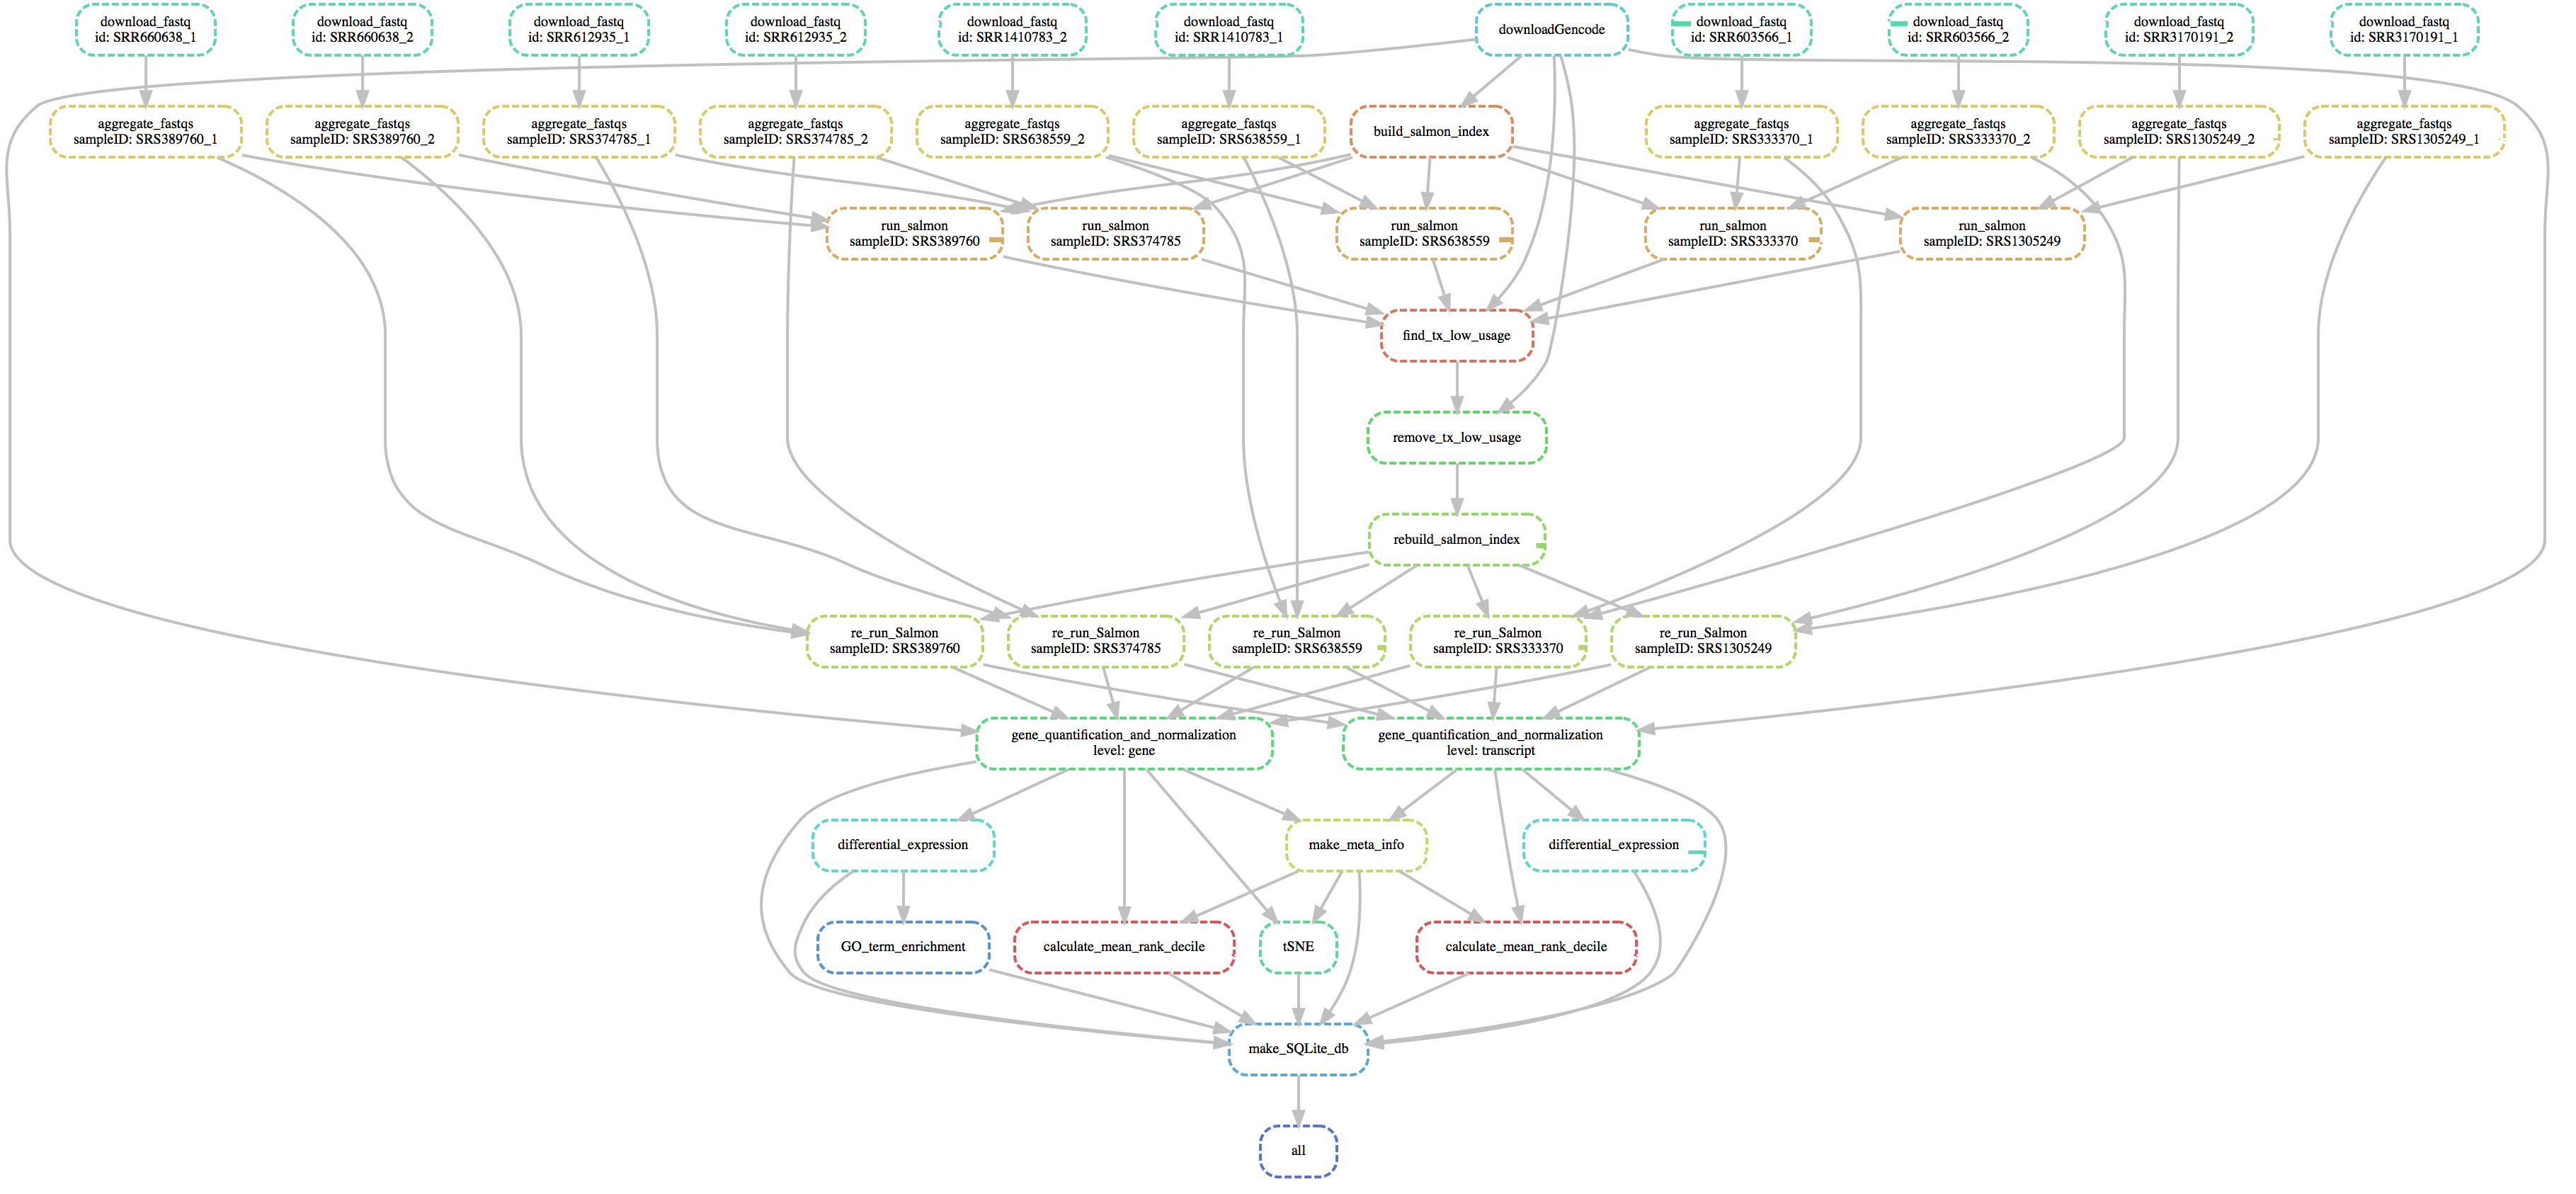 download_fastq
id: SRR660638_1
download_fastq
id: SRR660638_2
download_fastq
id: SRR612935_1
download_fastq
id: SRR612935_2
download_fastq
id: SRR1410783_2
download_fastq
id: SRR1410783_1
downloadGencode
download_fastq
id: SRR603566_1
download_fastq
id: SRR603566_2
download_fastq
id: SRR3170191_2
download_fastq
id: SRR3170191_1
aggregate_fastqs
sampleID: SRS389760_1
aggregate_fastqs
sampleID: SRS389760_2
aggregate_fastqs
sampleID: SRS374785_1
aggregate_fastqs
sampleID: SRS374785_2
aggregate_fastqs
sampleID: SRS638559_2
aggregate_fastqs
sampleID: SRS638559_1
build_salmon_index
aggregate_fastqs
sampleID: SRS333370_1
aggregate_fastqs
sampleID: SRS333370_2
aggregate_fastqs
sampleID: SRS1305249_2
aggregate_fastqs
sampleID: SRS1305249_1
run_salmon
sampleID: SRS389760
run_salmon
sampleID: SRS374785
run_salmon
sampleID: SRS638559
run_salmon
sampleID: SRS333370
run_salmon
sampleID: SRS1305249
find_tx_low_usage
remove_tx_low_usage
rebuild_salmon_index
re_run_Salmon
sampleID: SRS389760
re_run_Salmon
sampleID: SRS374785
re_run_Salmon
sampleID: SRS638559
re_run_Salmon
sampleID: SRS333370
re_run_Salmon
sampleID: SRS1305249
gene_quantification_and_normalization
level: gene
gene_quantification_and_normalization
level: transcript
differential_expression
make_meta_info
differential_expression
GO_term_enrichment
calculate_mean_rank_decile
tSNE
calculate_mean_rank_decile
make_SQLite_db
all